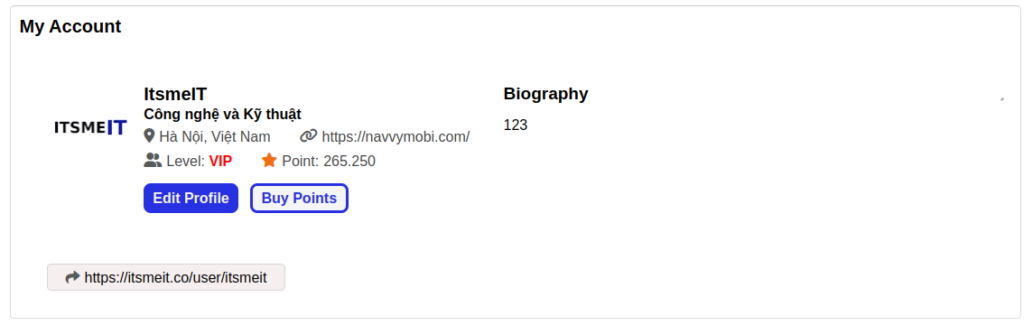 My Account
ITSMEIT
ItsmeIT
Công nghệ và Kỹ thuật
Hà Nội, Việt Nam https://navvymobi.com/
Level: VIP Point: 265.250
Edit Profile Buy Points
Biography
123
https://itsmeit.co/user/itsmeit